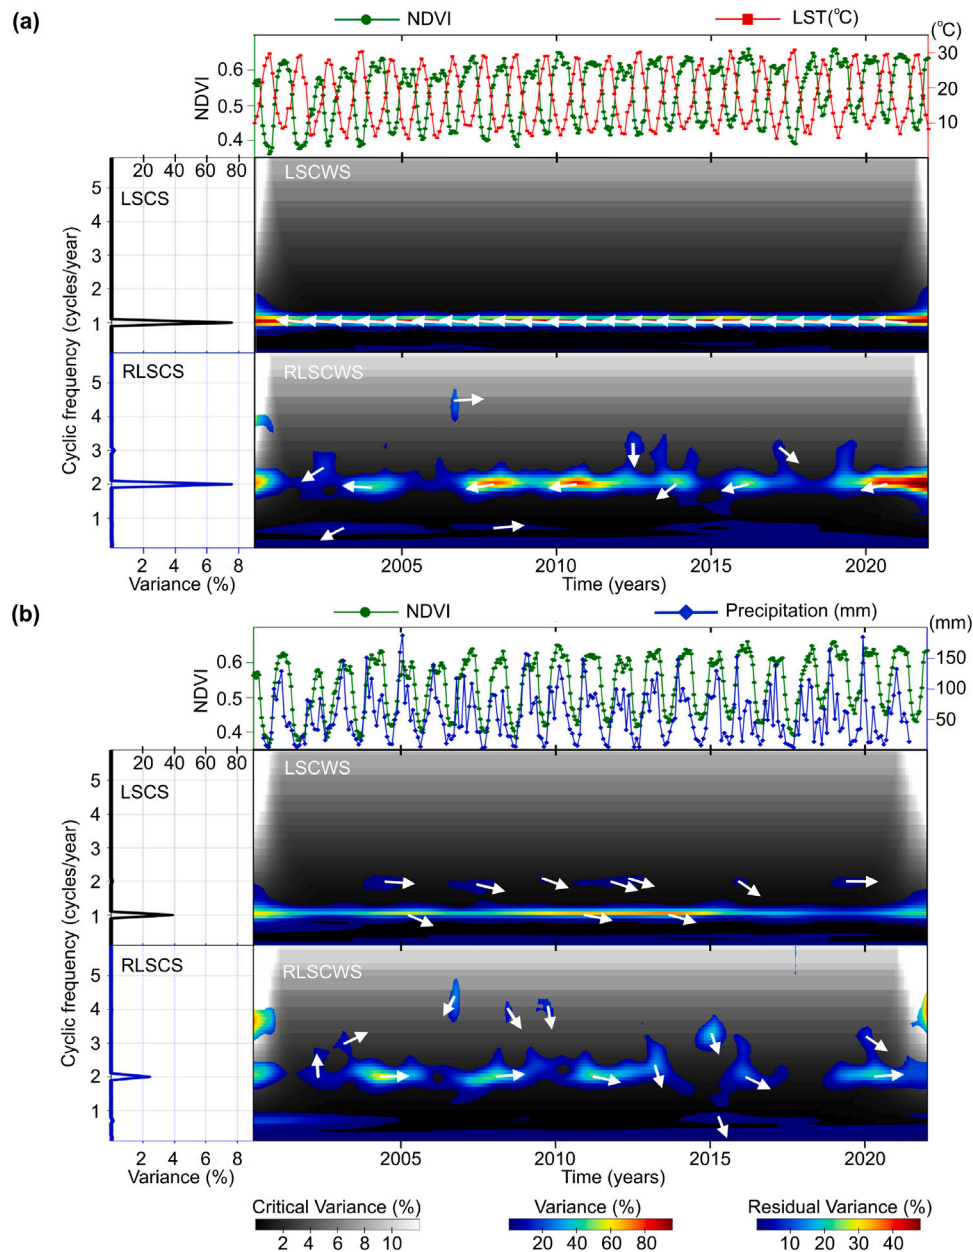 (a)
NDVI
LST(°C)
(°C)
NDVI
0.6
0.5
0.4
30
20
10
20 40 60 80
LSCS
LSCWS
5
4
3
2
1
Cyclic frequency (cycles/year)
RLSCS
RLSCWS
5
4
3
2
1
2 4 6 8
Variance (%)
2005 2010 2015 2020
Time (years)
(b)
NDVI
Precipitation (mm)
(mm)
NDVI
0.6
0.5
0.4
150
100
50
20 40 60 80
LSCS
LSCWS
5
4
3
2
1
Cyclic frequency (cycles/year)
RLSCS
RLSCWS
5
4
3
2
1
2 4 6 8
Variance (%)
2005 2010 2015 2020
Time (years)
Critical Variance (%)
2 4 6 8 10
Variance (%)
20 40 60 80
Residual Variance (%)
10 20 30 40